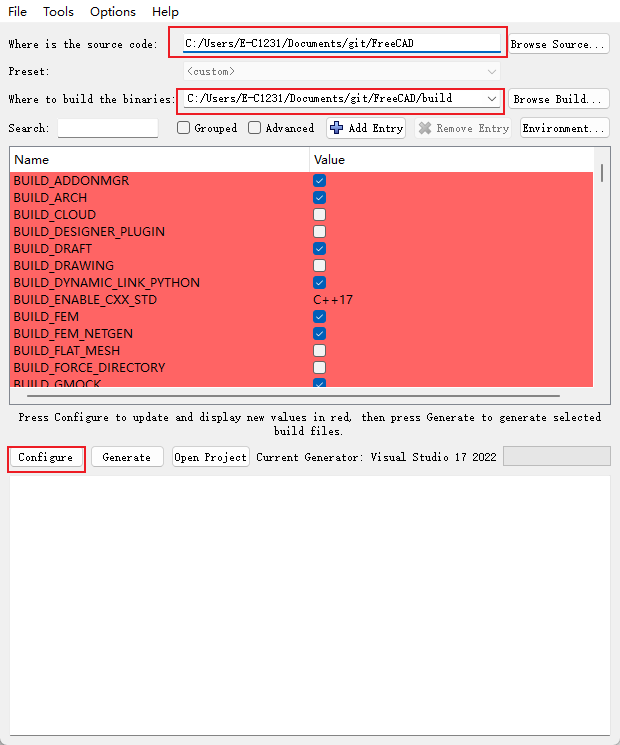 File Tools Options Help
Where is the source code: C:/Users/E-C1231/Documents/git/FreeCAD Browse Source...
Preset: <custom>
Where to build the binaries: C:/Users/E-C1231/Documents/git/FreeCAD/build Browse Build...
Search: Grouped Advanced Add Entry Remove Entry Environment...
Name Value
BUILD_ADDONMGR
BUILD_ARCH
BUILD_CLOUD
BUILD_DESIGNER_PLUGIN
BUILD_DRAFT
BUILD_DRAWING
BUILD_DYNAMIC_LINK_PYTHON
BUILD_ENABLE_CXX_STD C++17
BUILD_FEM
BUILD_FEM_NETGEN
BUILD_FLAT_MESH
BUILD_FORCE_DIRECTORY
BUILD_GMOCK
Press Configure to update and display new values in red, then press Generate to generate selected
build files.
Configure Generate Open Project Current Generator: Visual Studio 17 2022